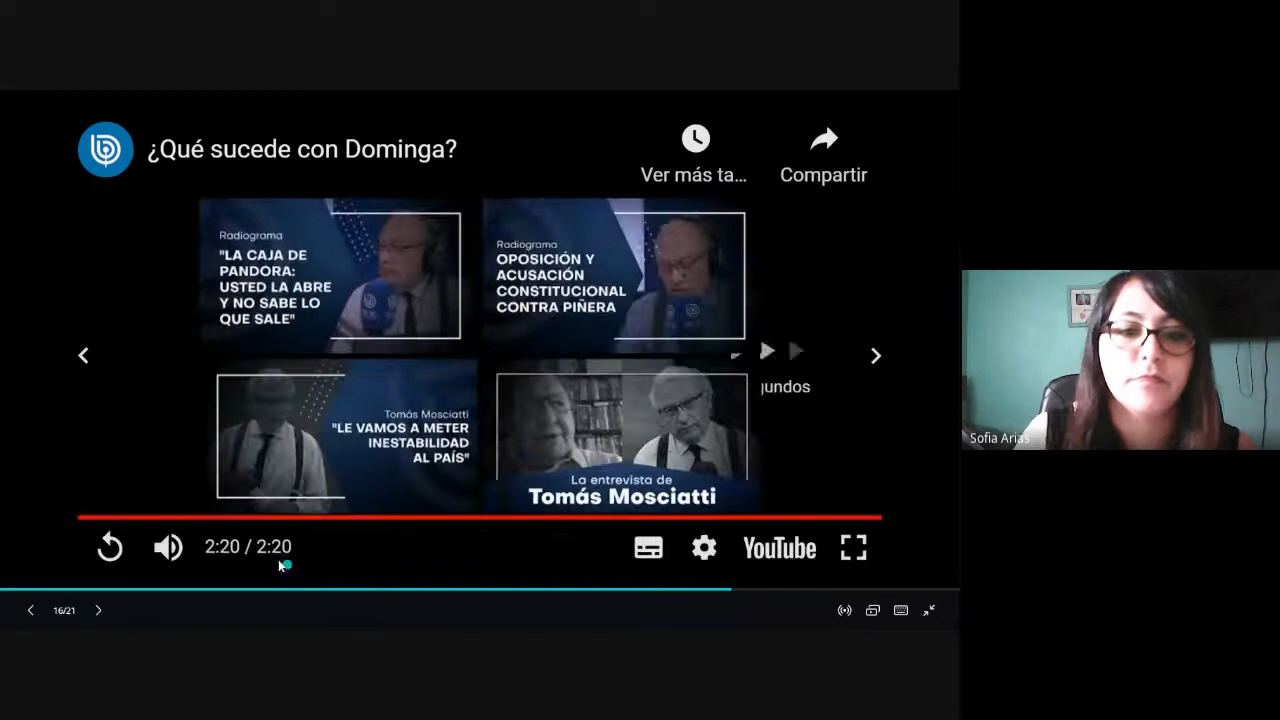 ¿Qué sucede con Dominga?
Ver más ta...
Compartir
Radiograma
"LA CAJA DE
PANDORA:
USTED LA ABRE
Y NO SABE LO
QUE SALE"
Radiograma
OPOSICIÓN Y
ACUSACIÓN
CONSTITUCIONAL
CONTRA PIÑERA
gundos
Tomás Mosciatti
"LE VAMOS A METER
INESTABILIDAD
AL PAÍS"
La entrevista de
Tomás Mosciatti
2:20 / 2:20
YouTube
16/21
Sofia Arias